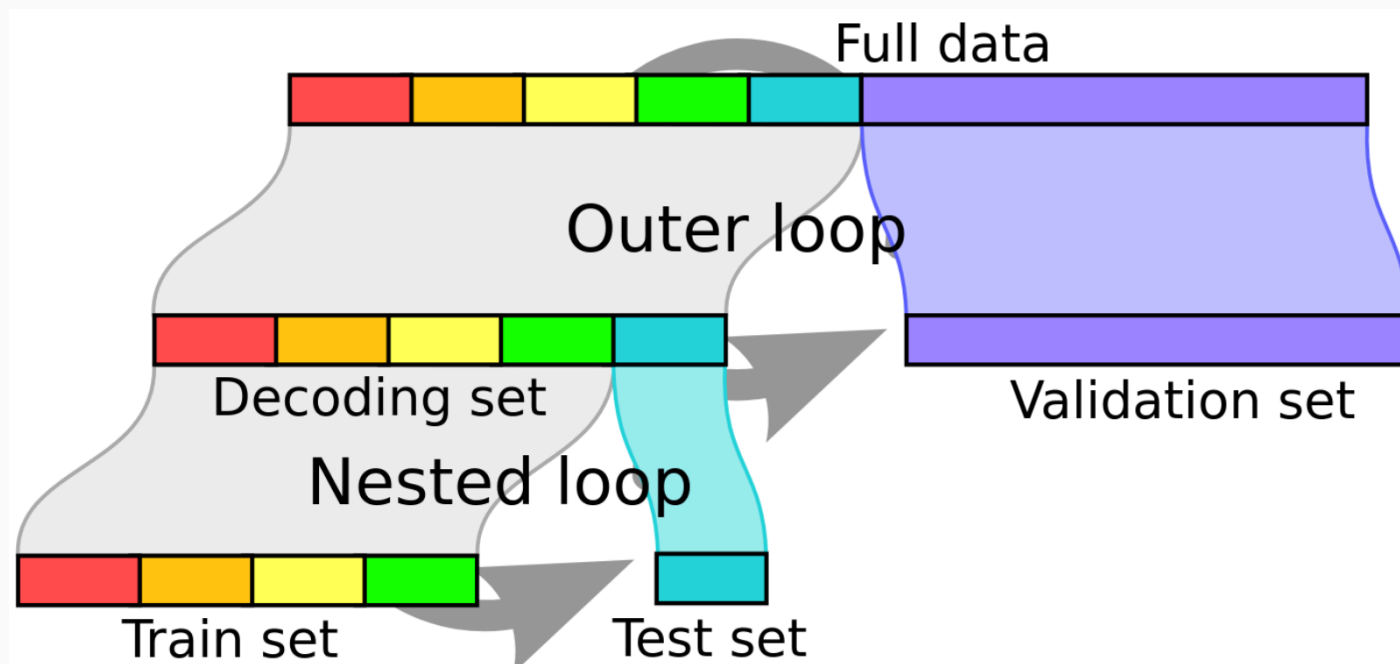 Full data
Outer loop
Decoding set
Validation set
Nested loop
Train set
Test set